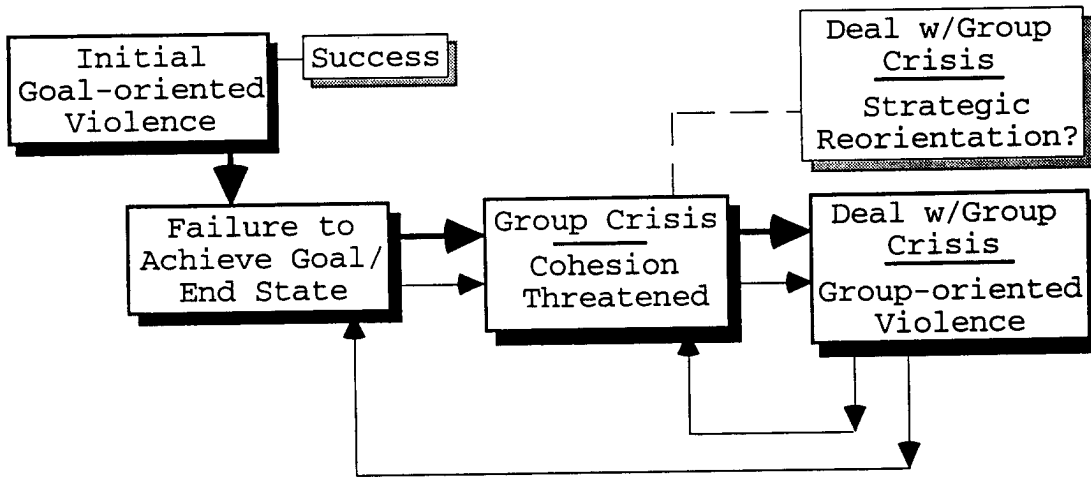 Initial
Goal-oriented
Violence
Success
Deal w/Group
Crisis
Strategic
Reorientation?
Failure to
Achieve Goal/
End State
Group Crisis
Cohesion
Threatened
Deal w/Group
Crisis
Group-oriented
Violence